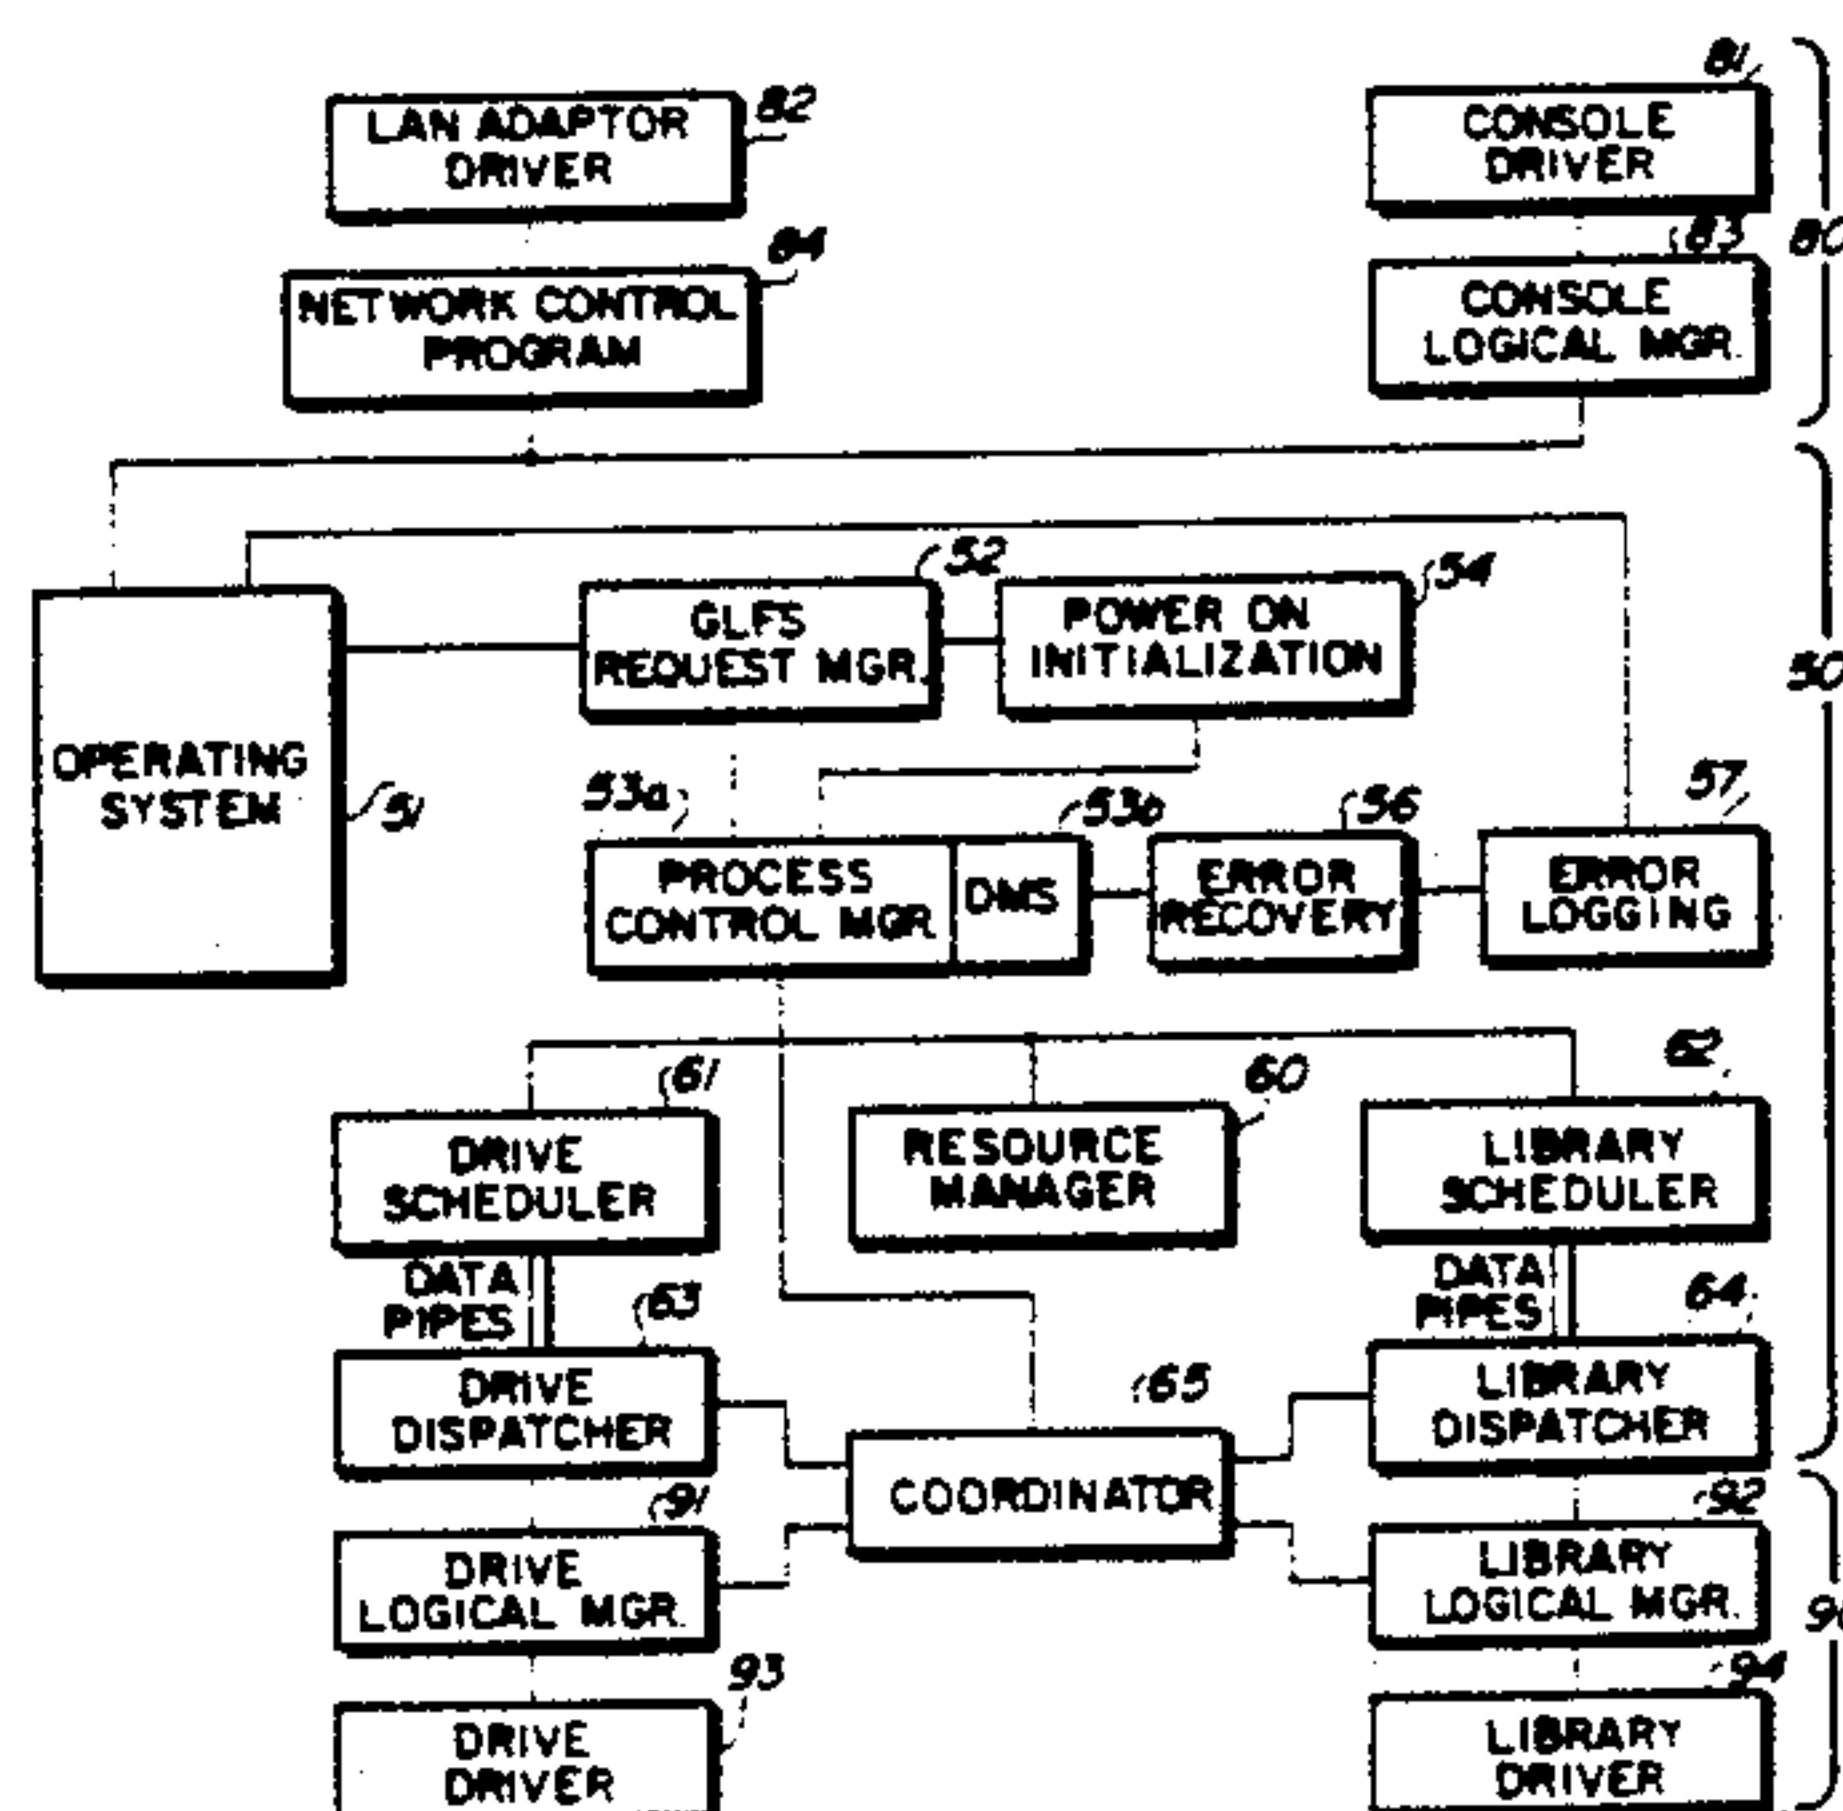 82
81
LAN ADAPTOR
DRIVER
CONSOLE
DRIVER
84
83
80
NETWORK CONTROL
PROGRAM
CONSOLE
LOGICAL MGR.
52
54
GLFS
REQUEST MGR.
POWER ON
INITIALIZATION
50
OPERATING
SYSTEM
51
53a
53b
56
57
PROCESS
CONTROL MGR.
DMS
ERROR
RECOVERY
ERROR
LOGGING
61
60
62
DRIVE
SCHEDULER
RESOURCE
MANAGER
LIBRARY
SCHEDULER
DATA
PIPES
63
DATA
PIPES
64
DRIVE
DISPATCHER
65
LIBRARY
DISPATCHER
COORDINATOR
91
92
DRIVE
LOGICAL MGR.
LIBRARY
LOGICAL MGR.
93
94
DRIVE
DRIVER
LIBRARY
DRIVER